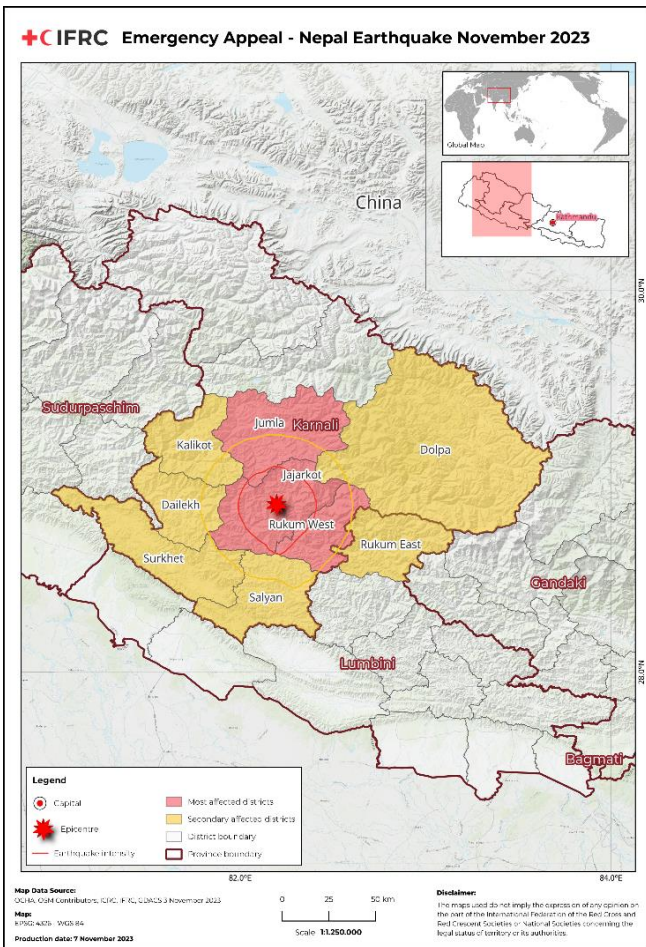 IFRC Emergency Appeal - Nepal Earthquake November 2023
Global Map
Kathmandu
China
30.0°N
Sudurpaschim
Jumla
Karnali
Kalikot
Dolpa
Jajarkot
Dailekh
Rukum West
Rukum East
Surkhet
Salyan
Gandaki
Lumbini
28.0°N
Bagmati
Legend
Capital
Epicentre
Earthquake intensity
Most affected districts
Secondary affected districts
District boundary
Province boundary
82.0°E
84.0°E
Map Data Source:
OCHA, OSM Contributors, ICRC, IFRC, GDACS 3 November 2023
Map:
EPSG: 4326 - WGS 84
Production date: 7 November 2023
0 25 50 km
Scale 1:1.250.000
Disclaimer:
The maps used do not imply the expression of any opinion on
the part of the International Federation of the Red Cross and
Red Crescent Societies or National Societies concerning the
legal status of territory or its authorities.